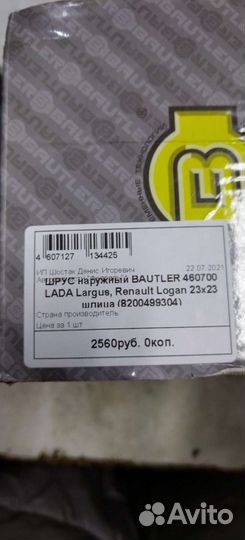 BAUTLER
4 607127 134425
ИП Шостак Денис Игоревич
22.07.2021
ШРУС наружный BAUTLER 460700
LADA Largus, Renault Logan 23x23
шлица (8200499304)
Страна производитель:
Цена за 1 шт
2560руб. 0коп.
Avito